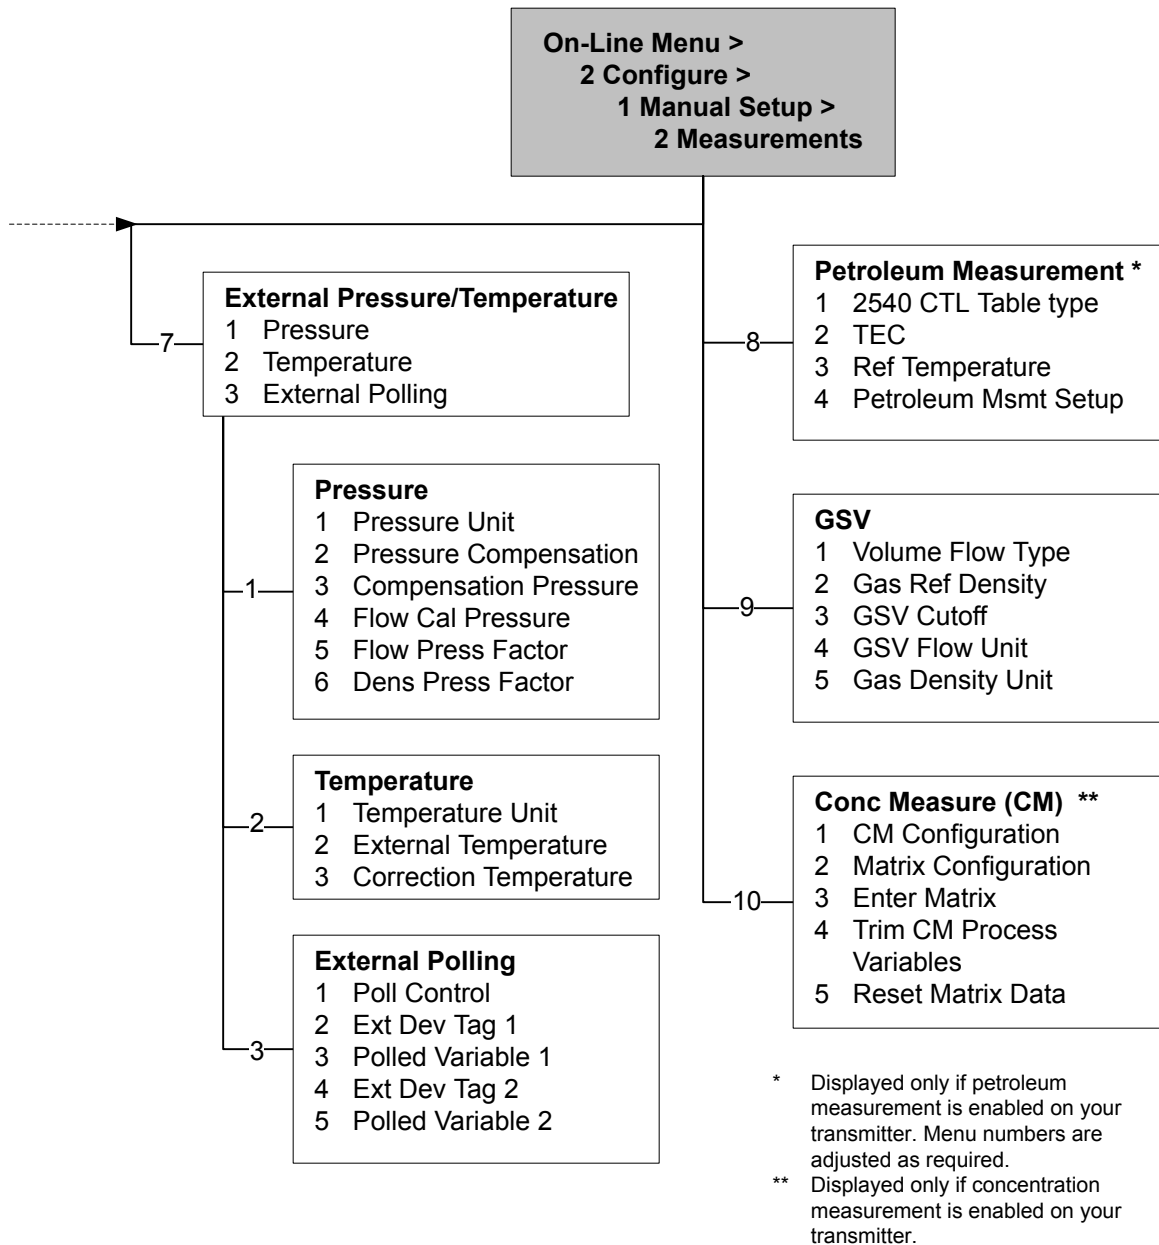 On-Line Menu >
2 Configure >
1 Manual Setup >
2 Measurements
7
External Pressure/Temperature
1 Pressure
2 Temperature
3 External Polling
1
Pressure
1 Pressure Unit
2 Pressure Compensation
3 Compensation Pressure
4 Flow Cal Pressure
5 Flow Press Factor
6 Dens Press Factor
2
Temperature
1 Temperature Unit
2 External Temperature
3 Correction Temperature
3
External Polling
1 Poll Control
2 Ext Dev Tag 1
3 Polled Variable 1
4 Ext Dev Tag 2
5 Polled Variable 2
8
Petroleum Measurement *
1 2540 CTL Table type
2 TEC
3 Ref Temperature
4 Petroleum Msmt Setup
9
GSV
1 Volume Flow Type
2 Gas Ref Density
3 GSV Cutoff
4 GSV Flow Unit
5 Gas Density Unit
10
Conc Measure (CM) **
1 CM Configuration
2 Matrix Configuration
3 Enter Matrix
4 Trim CM Process
Variables
5 Reset Matrix Data
* Displayed only if petroleum
measurement is enabled on your
transmitter. Menu numbers are
adjusted as required.
** Displayed only if concentration
measurement is enabled on your
transmitter.